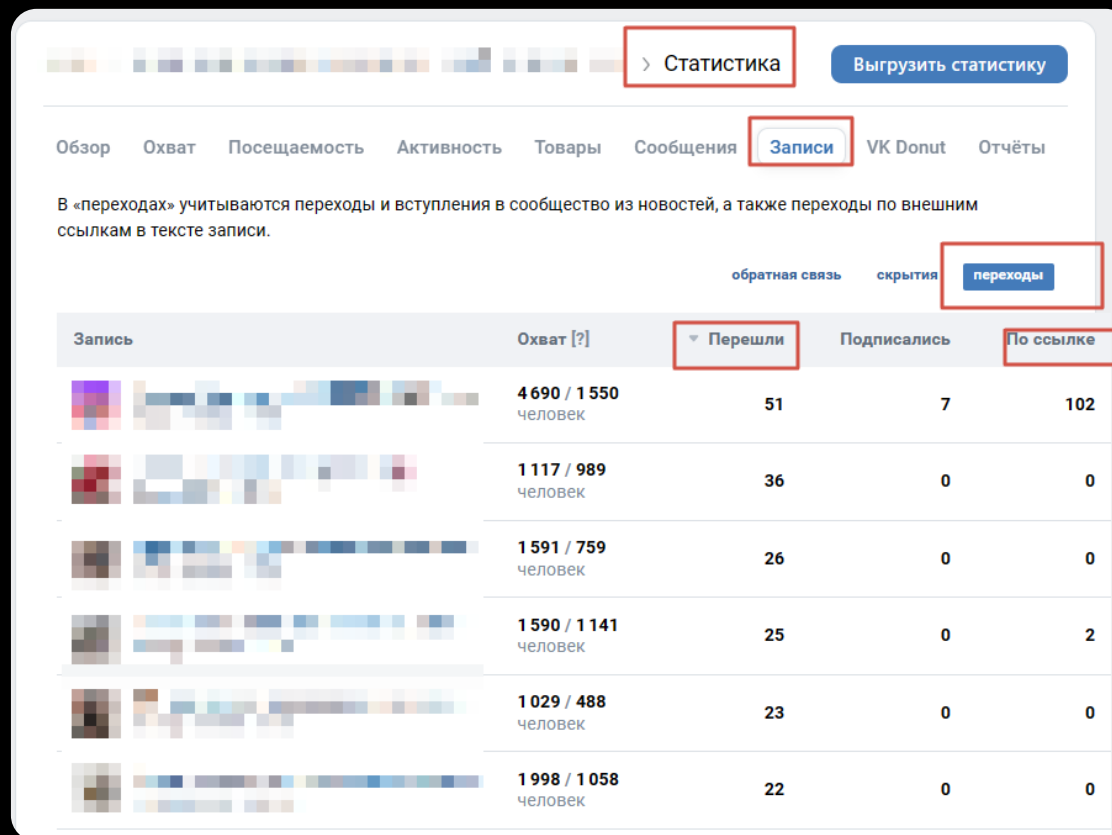 > Статистика
Выгрузить статистику
Обзор Охват Посещаемость Активность Товары Сообщения Записи VK Donut Отчёты
В «переходах» учитываются переходы и вступления в сообщество из новостей, а также переходы по внешним
ссылкам в тексте записи.
обратная связь скрытия переходы
Запись Охват [?] Перешли Подписались По ссылке
4 690 / 1 550 51 7 102
человек
1 117 / 989 36 0 0
человек
1 591 / 759 26 0 0
человек
1 590 / 1 141 25 0 2
человек
1 029 / 488 23 0 0
человек
1 998 / 1 058 22 0 0
человек